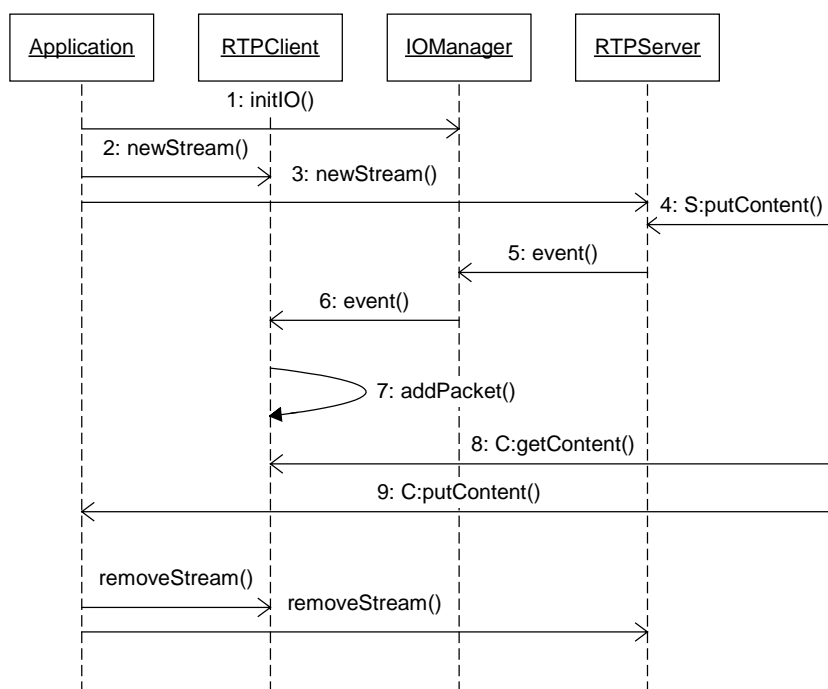 Application
RTPClient
IOManager
RTPServer
1: initIO()
2: newStream()
3: newStream()
4: S:putContent()
5: event()
6: event()
7: addPacket()
8: C:getContent()
9: C:putContent()
removeStream()
removeStream()